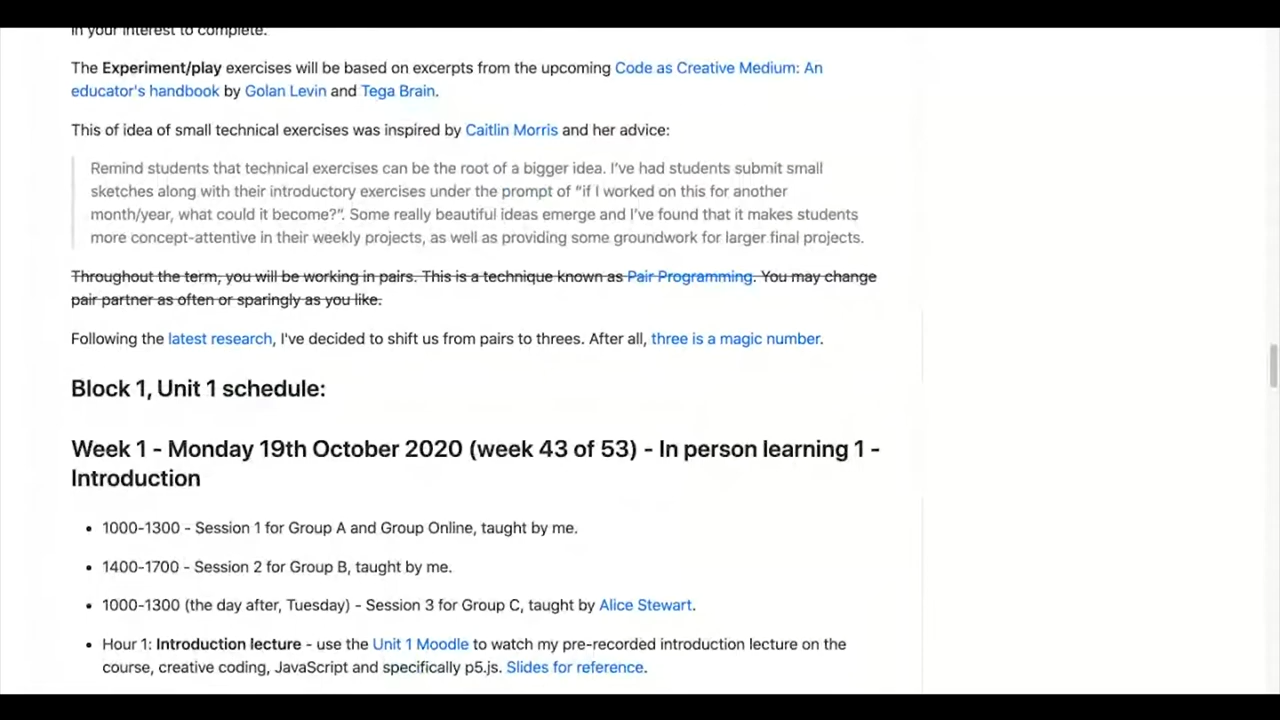 in your interest to complete.
The Experiment/play exercises will be based on excerpts from the upcoming Code as Creative Medium: An
educator's handbook by Golan Levin and Tega Brain.
This of idea of small technical exercises was inspired by Caitlin Morris and her advice:
Remind students that technical exercises can be the root of a bigger idea. I've had students submit small
sketches along with their introductory exercises under the prompt of “if I worked on this for another
month/year, what could it become?”. Some really beautiful ideas emerge and I've found that it makes students
more concept-attentive in their weekly projects, as well as providing some groundwork for larger final projects.
Throughout the term, you will be working in pairs. This is a technique known as Pair Programming. You may change
pair partner as often or sparingly as you like.
Following the latest research, I've decided to shift us from pairs to threes. After all, three is a magic number.
Block 1, Unit 1 schedule:
Week 1 - Monday 19th October 2020 (week 43 of 53) - In person learning 1 -
Introduction
• 1000-1300 - Session 1 for Group A and Group Online, taught by me.
• 1400-1700 - Session 2 for Group B, taught by me.
• 1000-1300 (the day after, Tuesday) - Session 3 for Group C, taught by Alice Stewart.
• Hour 1: Introduction lecture - use the Unit 1 Moodle to watch my pre-recorded introduction lecture on the
course, creative coding, JavaScript and specifically p5.js. Slides for reference.